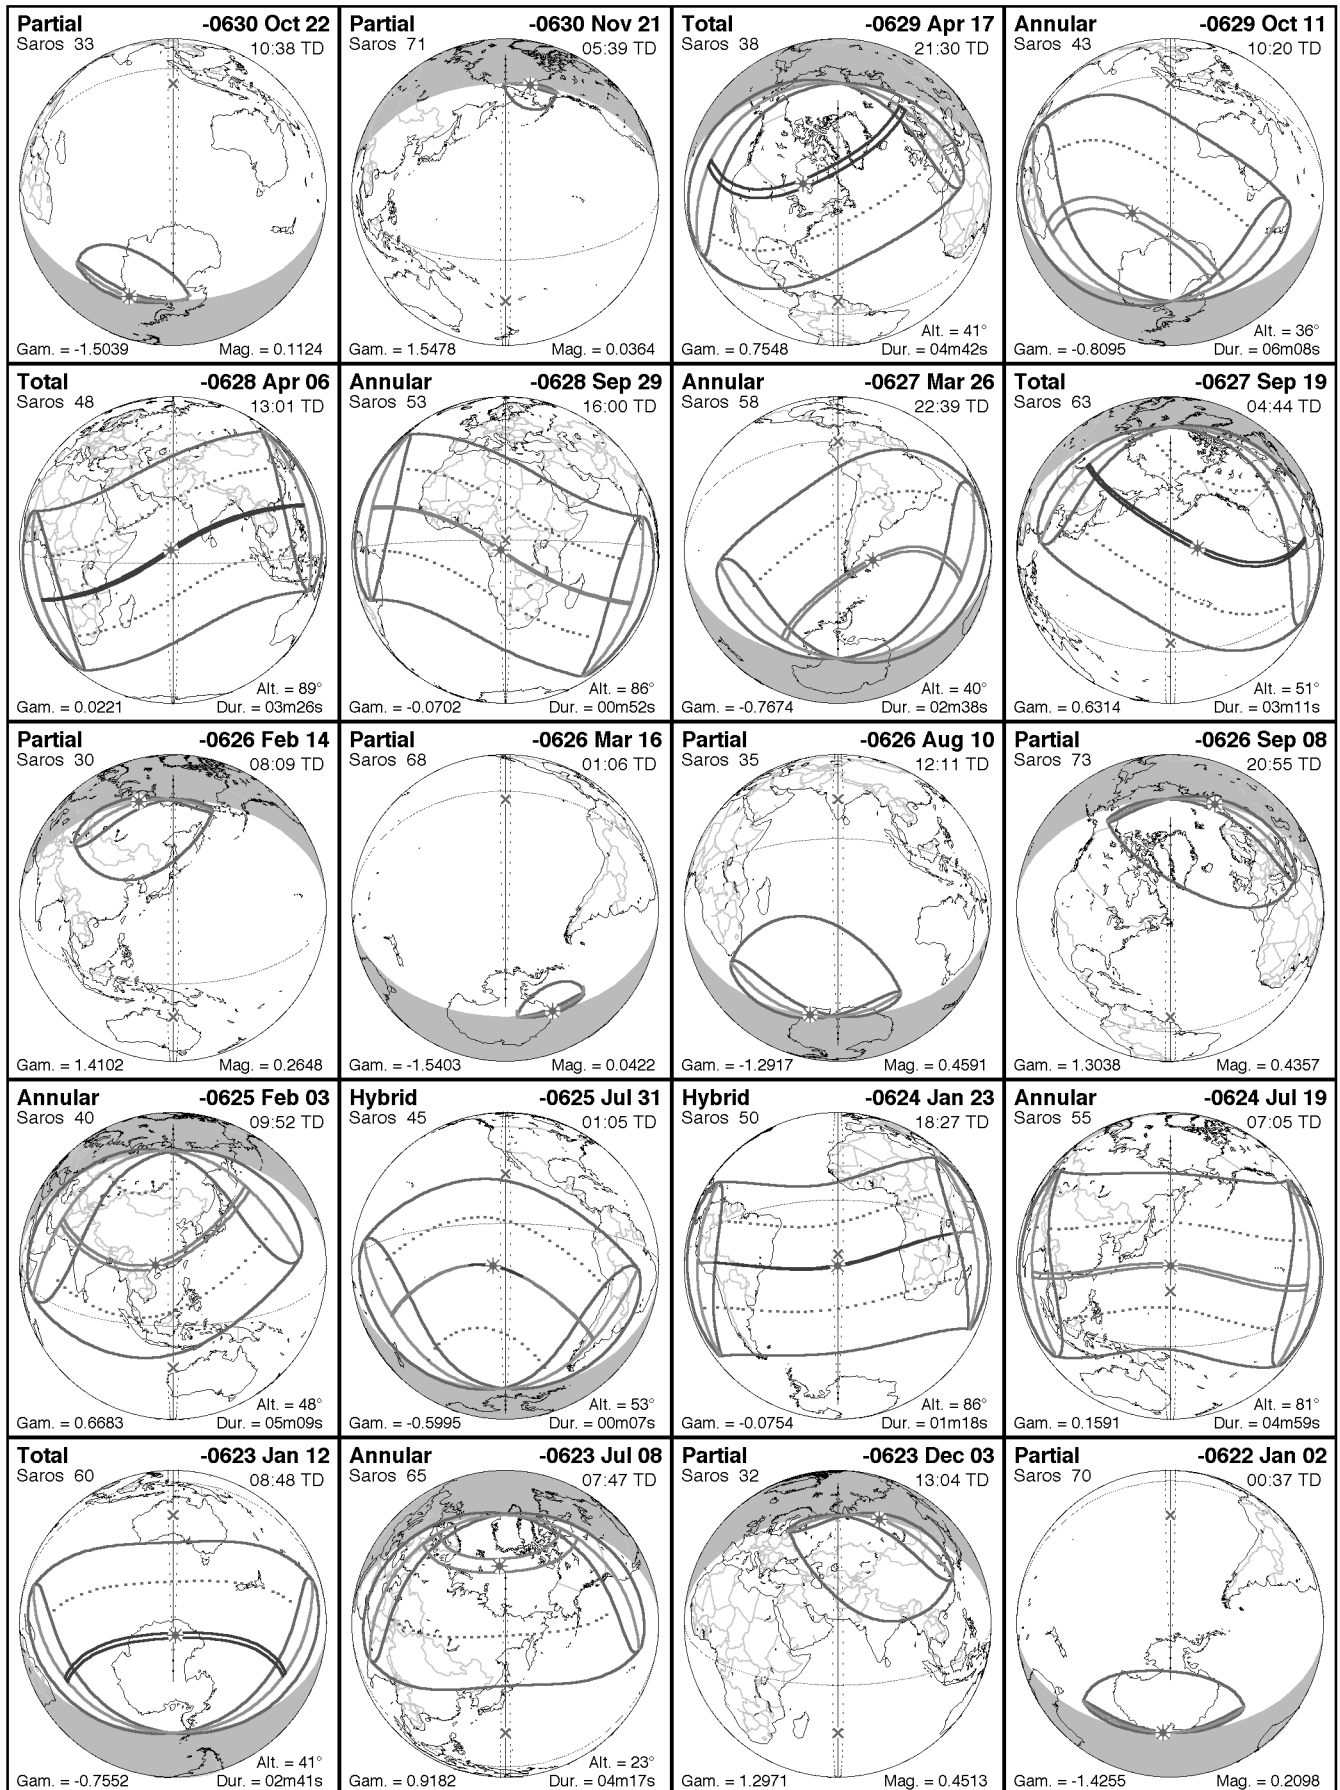 Partial -0630 Oct 22
Saros 33 10:38 TD
Gam. = -1.5039 Mag. = 0.1124
Partial -0630 Nov 21
Saros 71 05:39 TD
Gam. = 1.5478 Mag. = 0.0364
Total -0629 Apr 17
Saros 38 21:30 TD
Alt. = 41°
Gam. = 0.7548 Dur. = 04m42s
Annular -0629 Oct 11
Saros 43 10:20 TD
Alt. = 36°
Gam. = -0.8095 Dur. = 06m08s
Total -0628 Apr 06
Saros 48 13:01 TD
Alt. = 89°
Gam. = 0.0221 Dur. = 03m26s
Annular -0628 Sep 29
Saros 53 16:00 TD
Alt. = 86°
Gam. = -0.0702 Dur. = 00m52s
Annular -0627 Mar 26
Saros 58 22:39 TD
Alt. = 40°
Gam. = -0.7674 Dur. = 02m38s
Total -0627 Sep 19
Saros 63 04:44 TD
Alt. = 51°
Gam. = 0.6314 Dur. = 03m11s
Partial -0626 Feb 14
Saros 30 08:09 TD
Gam. = 1.4102 Mag. = 0.2648
Partial -0626 Mar 16
Saros 68 01:06 TD
Gam. = -1.5403 Mag. = 0.0422
Partial -0626 Aug 10
Saros 35 12:11 TD
Gam. = -1.2917 Mag. = 0.4591
Partial -0626 Sep 08
Saros 73 20:55 TD
Gam. = 1.3038 Mag. = 0.4357
Annular -0625 Feb 03
Saros 40 09:52 TD
Alt. = 48°
Gam. = 0.6683 Dur. = 05m09s
Hybrid -0625 Jul 31
Saros 45 01:05 TD
Alt. = 53°
Gam. = -0.5995 Dur. = 00m07s
Hybrid -0624 Jan 23
Saros 50 18:27 TD
Alt. = 86°
Gam. = -0.0754 Dur. = 01m18s
Annular -0624 Jul 19
Saros 55 07:05 TD
Alt. = 81°
Gam. = 0.1591 Dur. = 04m59s
Total -0623 Jan 12
Saros 60 08:48 TD
Alt. = 41°
Gam. = -0.7552 Dur. = 02m41s
Annular -0623 Jul 08
Saros 65 07:47 TD
Alt. = 23°
Gam. = 0.9182 Dur. = 04m17s
Partial -0623 Dec 03
Saros 32 13:04 TD
Gam. = 1.2971 Mag. = 0.4513
Partial -0622 Jan 02
Saros 70 00:37 TD
Gam. = -1.4255 Mag. = 0.2098